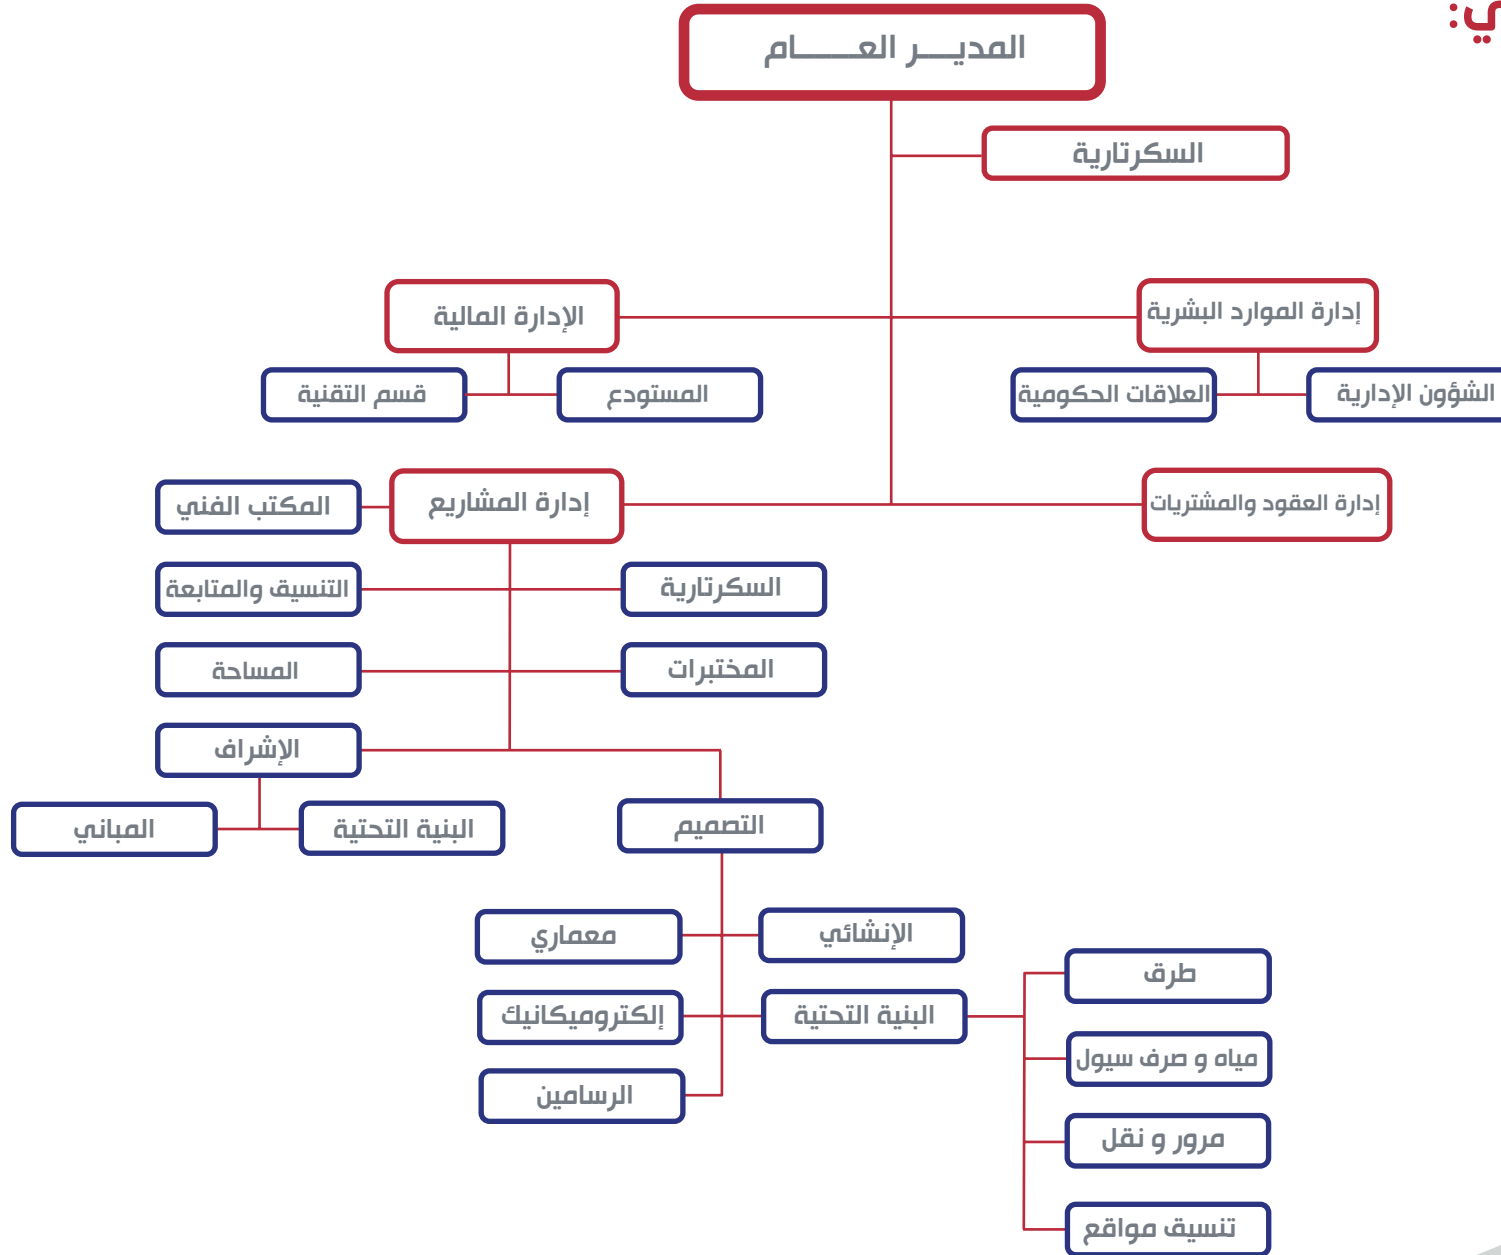 المديــر العــــام
السكرتارية
إدارة الموارد البشرية
الإدارة المالية
الشؤون الإدارية
العلاقات الحكومية
المستودع
قسم التقنية
إدارة العقود والمشتريات
إدارة المشاريع
المكتب الفني
السكرتارية
التنسيق والمتابعة
المختبرات
المساحة
الإشراف
التصميم
البنية التحتية
المباني
الإنشائي
معماري
طرق
البنية التحتية
إلكتروميكانيك
مياه و صرف سيول
الرسامين
مرور و نقل
تنسيق مواقع